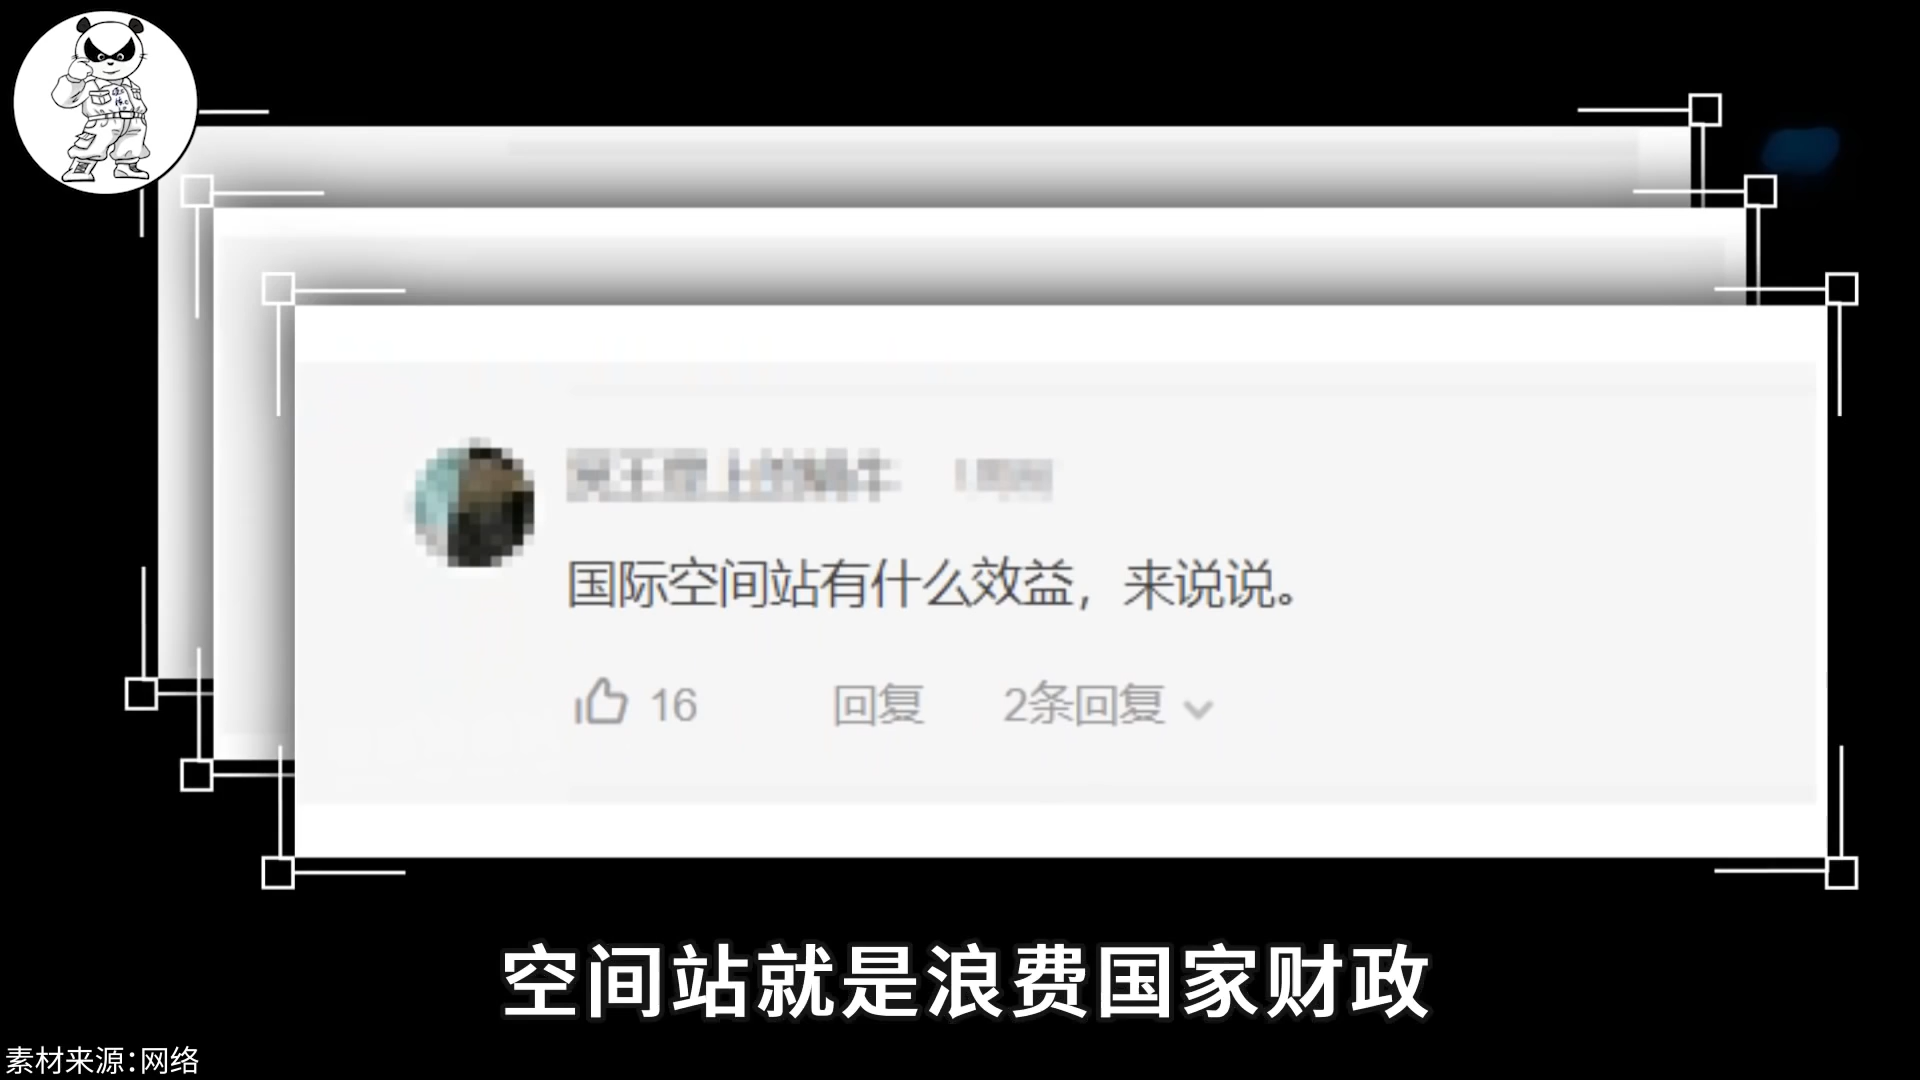 国际空间站有什么效益，来说说。
16 回复 2条回复
空间站就是浪费国家财政
素材来源：网络